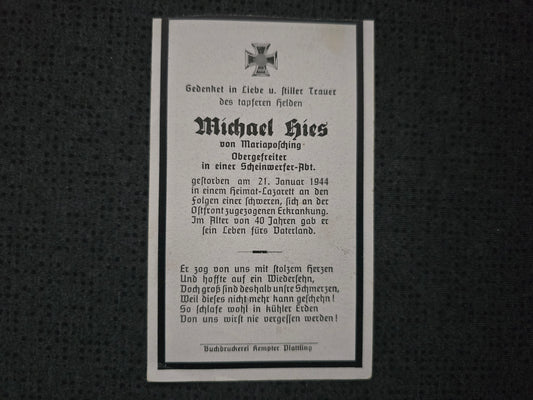 Gedenket in Liebe u. stiller Trauer
des tapferen Helden
Michael Hies
von Mariaposching
Obergefreiter
in einer Scheinwerfer-Abt.
gestorben am 21. Januar 1944
in einem Heimat-Lazarett an den
Folgen einer schweren, sich an der
Ostfront zugezogenen Erkrankung.
Im Alter von 40 Jahren gab er
sein Leben fürs Vaterland.
Er zog von uns mit stolzem Herzen
Und hoffte auf ein Wiedersehn,
Doch groß sind deshalb unsre Schmerzen,
Weil dieses nicht mehr kann geschehn!
So schlafe wohl in kühler Erden
Von uns wirst nie vergessen werden!
Buchdruckerei Kempter Plattling